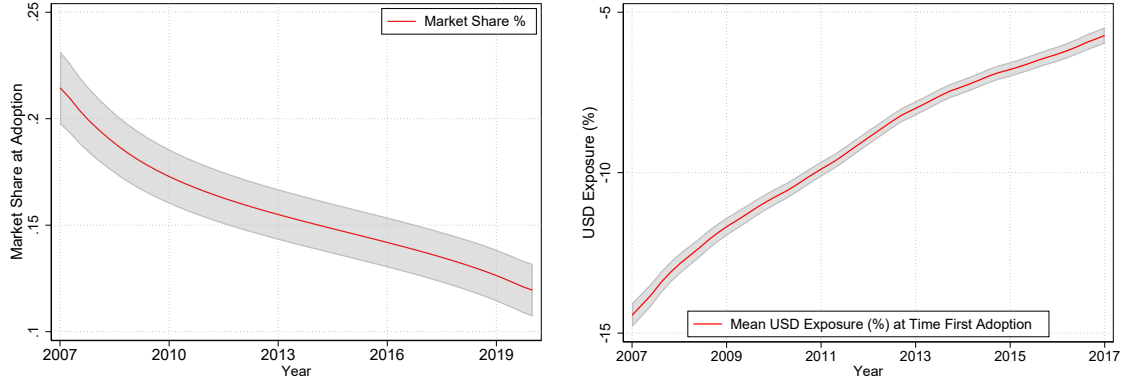 .25
.2
.15
.1
Market Share at Adoption
Market Share %
2007 2010 2013 2016 2019
Year
-5
-10
-15
USD Exposure (%)
Mean USD Exposure (%) at Time First Adoption
2007 2009 2011 2013 2015 2017
Year